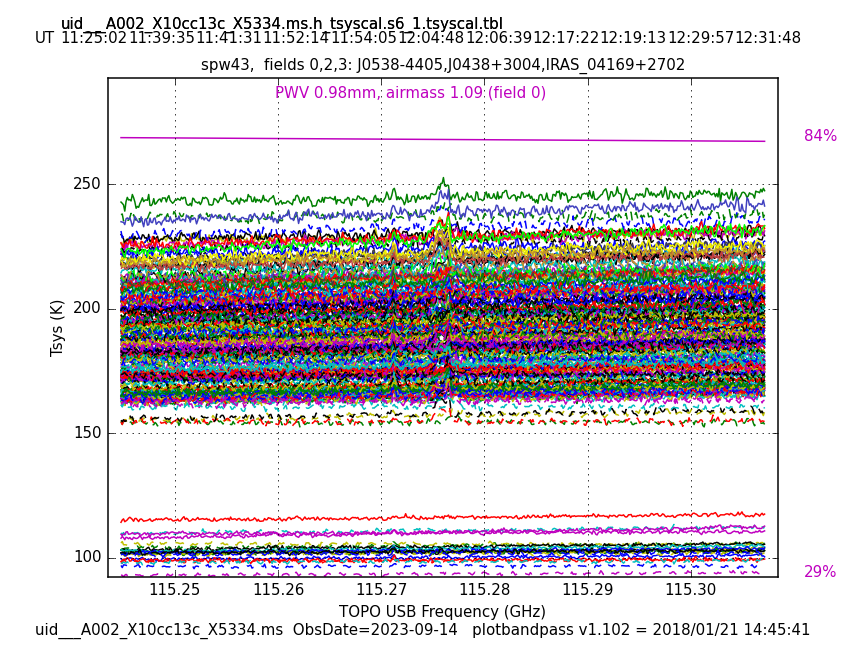 uid___A002_X10cc13c_X5334.ms.h_tsyscal.s6_1.tsyscal.tbl
UT 11:25:02 11:39:35 11:41:31 11:52:14 11:54:05 12:04:48 12:06:39 12:17:22 12:19:13 12:29:57 12:31:48
spw43, fields 0,2,3: J0538-4405,J0438+3004,IRAS_04169+2702
PWV 0.98mm, airmass 1.09 (field 0)
84%
250
200
150
100
Tsys (K)
29%
115.25 115.26 115.27 115.28 115.29 115.30
TOPO USB Frequency (GHz)
uid___A002_X10cc13c_X5334.ms ObsDate=2023-09-14 plotbandpass v1.102 = 2018/01/21 14:45:41